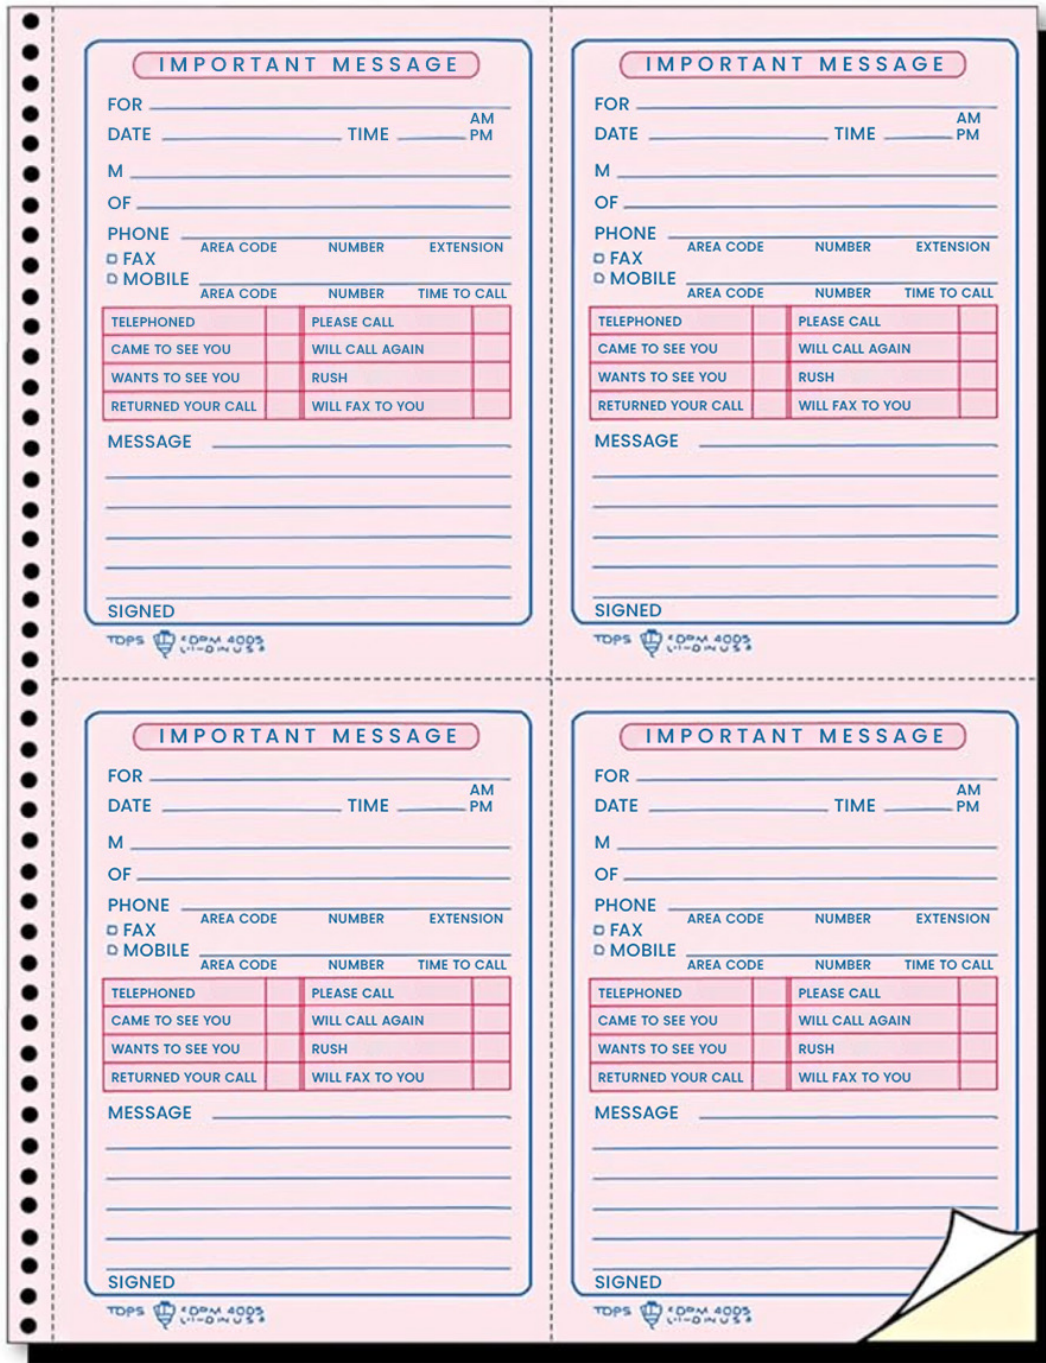 IMPORTANT MESSAGE
FOR
AM
DATE TIME PM
M
OF
PHONE
AREA CODE NUMBER EXTENSION
FAX
MOBILE
AREA CODE NUMBER TIME TO CALL
TELEPHONED PLEASE CALL
CAME TO SEE YOU WILL CALL AGAIN
WANTS TO SEE YOU RUSH
RETURNED YOUR CALL WILL FAX TO YOU
MESSAGE
SIGNED
TOPS FORM 4005
IMPORTANT MESSAGE
FOR
AM
DATE TIME PM
M
OF
PHONE
AREA CODE NUMBER EXTENSION
FAX
MOBILE
AREA CODE NUMBER TIME TO CALL
TELEPHONED PLEASE CALL
CAME TO SEE YOU WILL CALL AGAIN
WANTS TO SEE YOU RUSH
RETURNED YOUR CALL WILL FAX TO YOU
MESSAGE
SIGNED
TOPS FORM 4005
IMPORTANT MESSAGE
FOR
AM
DATE TIME PM
M
OF
PHONE
AREA CODE NUMBER EXTENSION
FAX
MOBILE
AREA CODE NUMBER TIME TO CALL
TELEPHONED PLEASE CALL
CAME TO SEE YOU WILL CALL AGAIN
WANTS TO SEE YOU RUSH
RETURNED YOUR CALL WILL FAX TO YOU
MESSAGE
SIGNED
TOPS FORM 4005
IMPORTANT MESSAGE
FOR
AM
DATE TIME PM
M
OF
PHONE
AREA CODE NUMBER EXTENSION
FAX
MOBILE
AREA CODE NUMBER TIME TO CALL
TELEPHONED PLEASE CALL
CAME TO SEE YOU WILL CALL AGAIN
WANTS TO SEE YOU RUSH
RETURNED YOUR CALL WILL FAX TO YOU
MESSAGE
SIGNED
TOPS FORM 4005